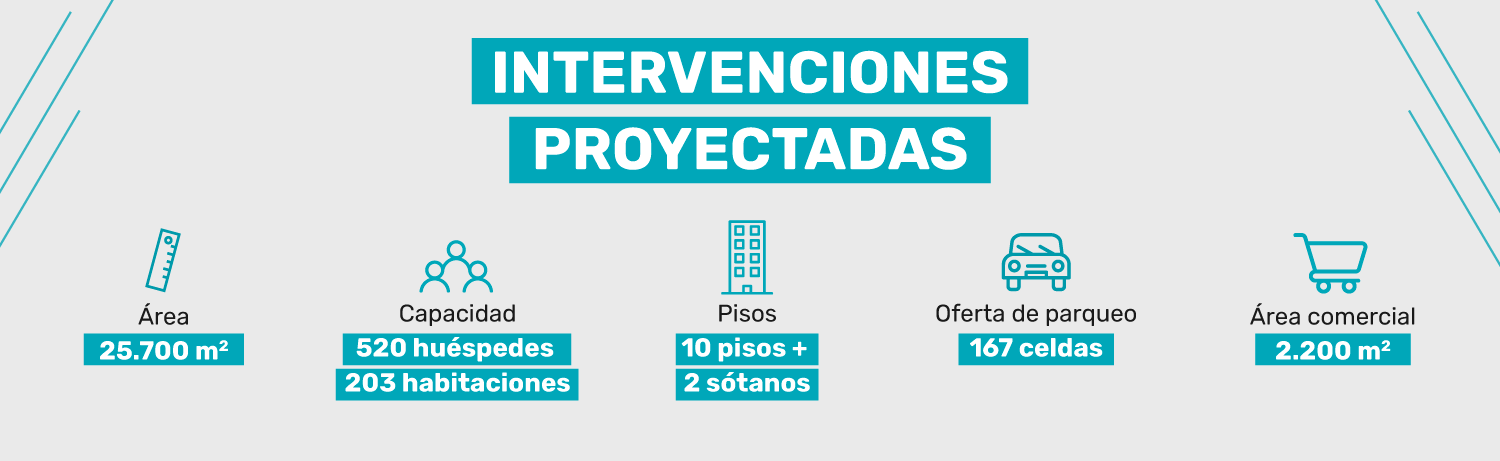 INTERVENCIONES
PROYECTADAS
Área
25.700 m²
Capacidad
520 huéspedes
203 habitaciones
Pisos
10 pisos +
2 sótanos
Oferta de parqueo
167 celdas
Área comercial
2.200 m²